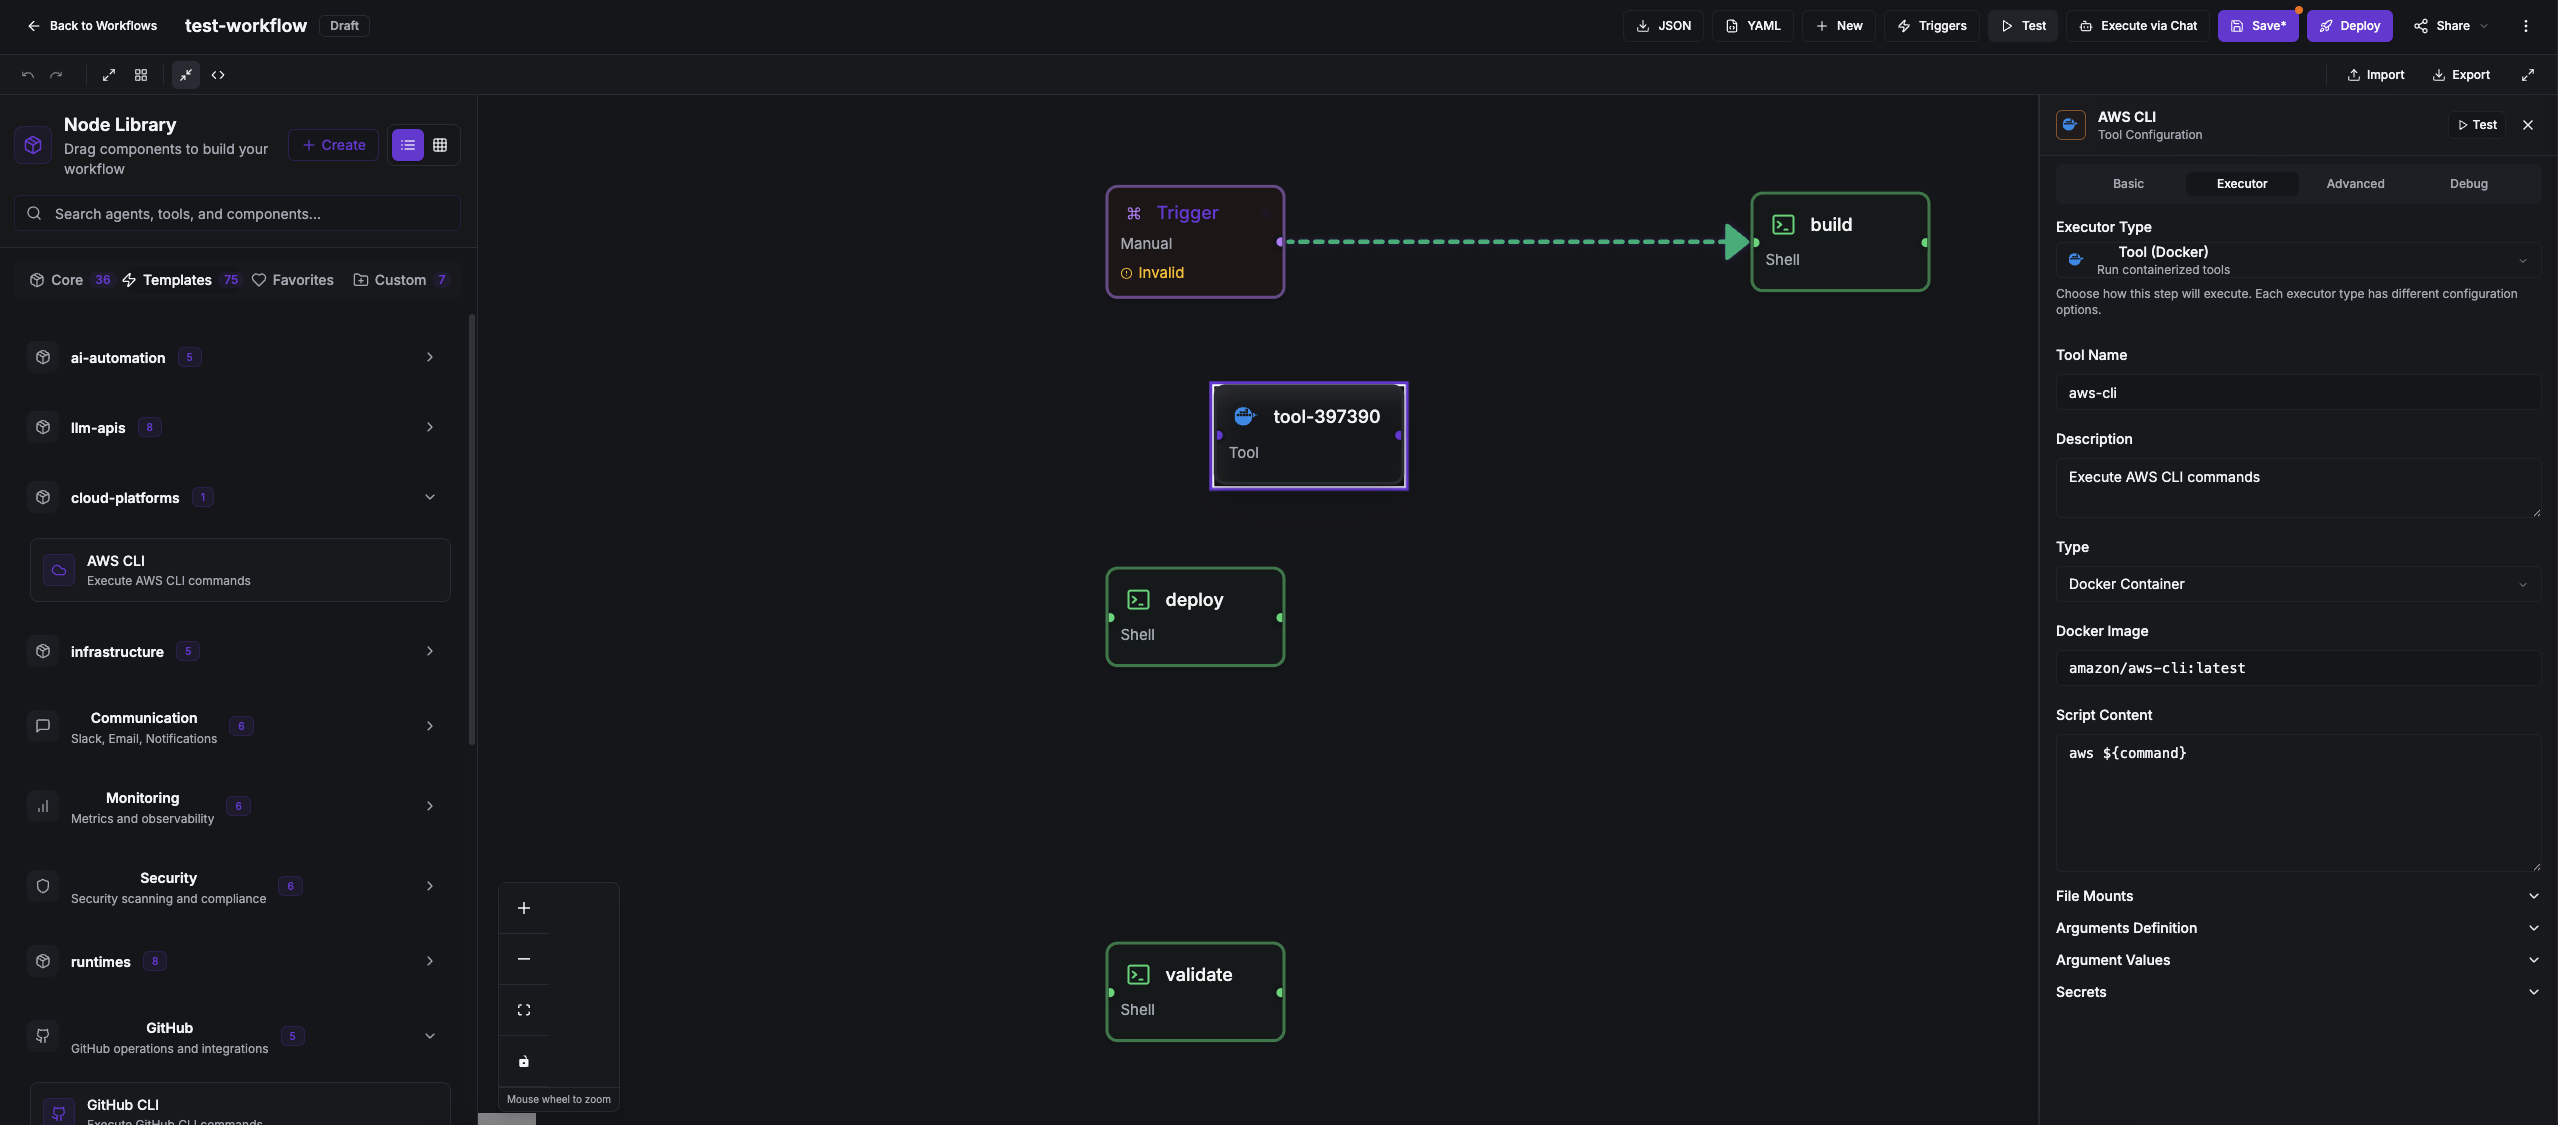 Back to Workflows
test-workflow
Draft
JSON
YAML
New
Triggers
Test
Execute via Chat
Save*
Deploy
Share
Import
Export
Node Library
Drag components to build your
workflow
Create
Search agents, tools, and components...
Core 36
Templates 75
Favorites
Custom 7
ai-automation 5
llm-apis 8
cloud-platforms 1
AWS CLI
Execute AWS CLI commands
infrastructure 5
Communication 6
Slack, Email, Notifications
Monitoring 6
Metrics and observability
Security 6
Security scanning and compliance
runtimes 8
GitHub 5
GitHub operations and integrations
GitHub CLI
Execute GitHub CLI commands
Trigger
Manual
Invalid
build
Shell
tool-397390
Tool
deploy
Shell
validate
Shell
Mouse wheel to zoom
AWS CLI
Tool Configuration
Test
Basic
Executor
Advanced
Debug
Executor Type
Tool (Docker)
Run containerized tools
Choose how this step will execute. Each executor type has different configuration
options.
Tool Name
aws-cli
Description
Execute AWS CLI commands
Type
Docker Container
Docker Image
amazon/aws-cli:latest
Script Content
aws ${command}
File Mounts
Arguments Definition
Argument Values
Secrets